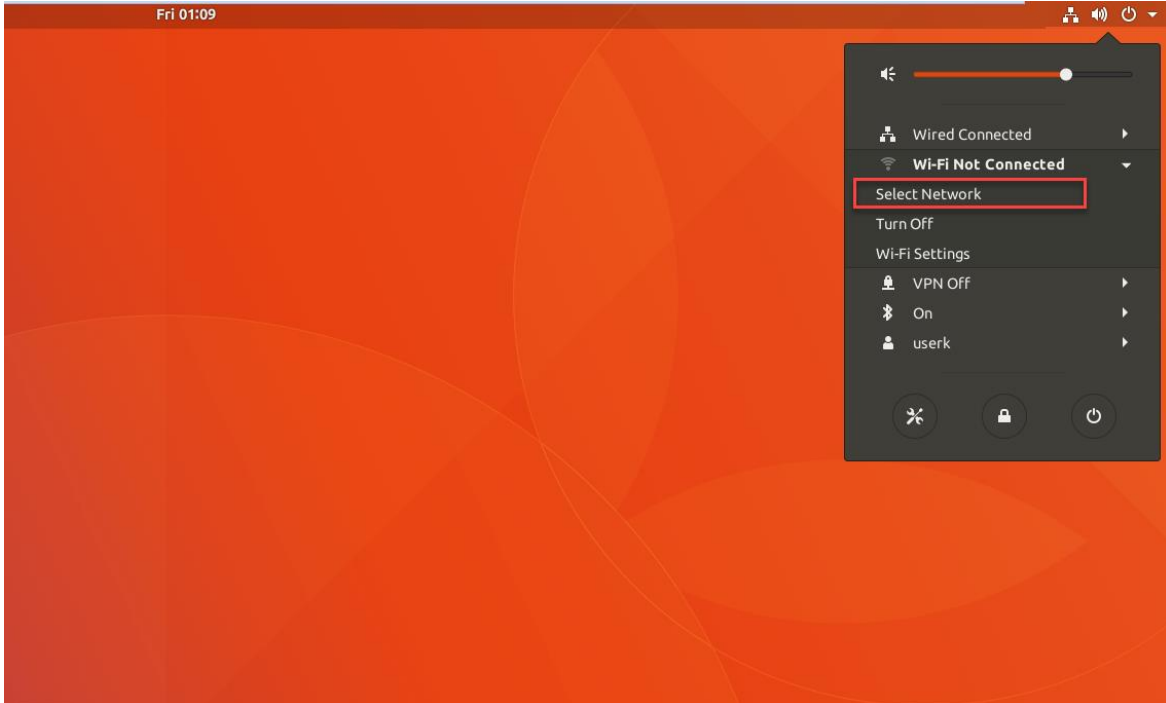 Fri 01:09
Wired Connected
Wi-Fi Not Connected
Select Network
Turn Off
Wi-Fi Settings
VPN Off
On
userk